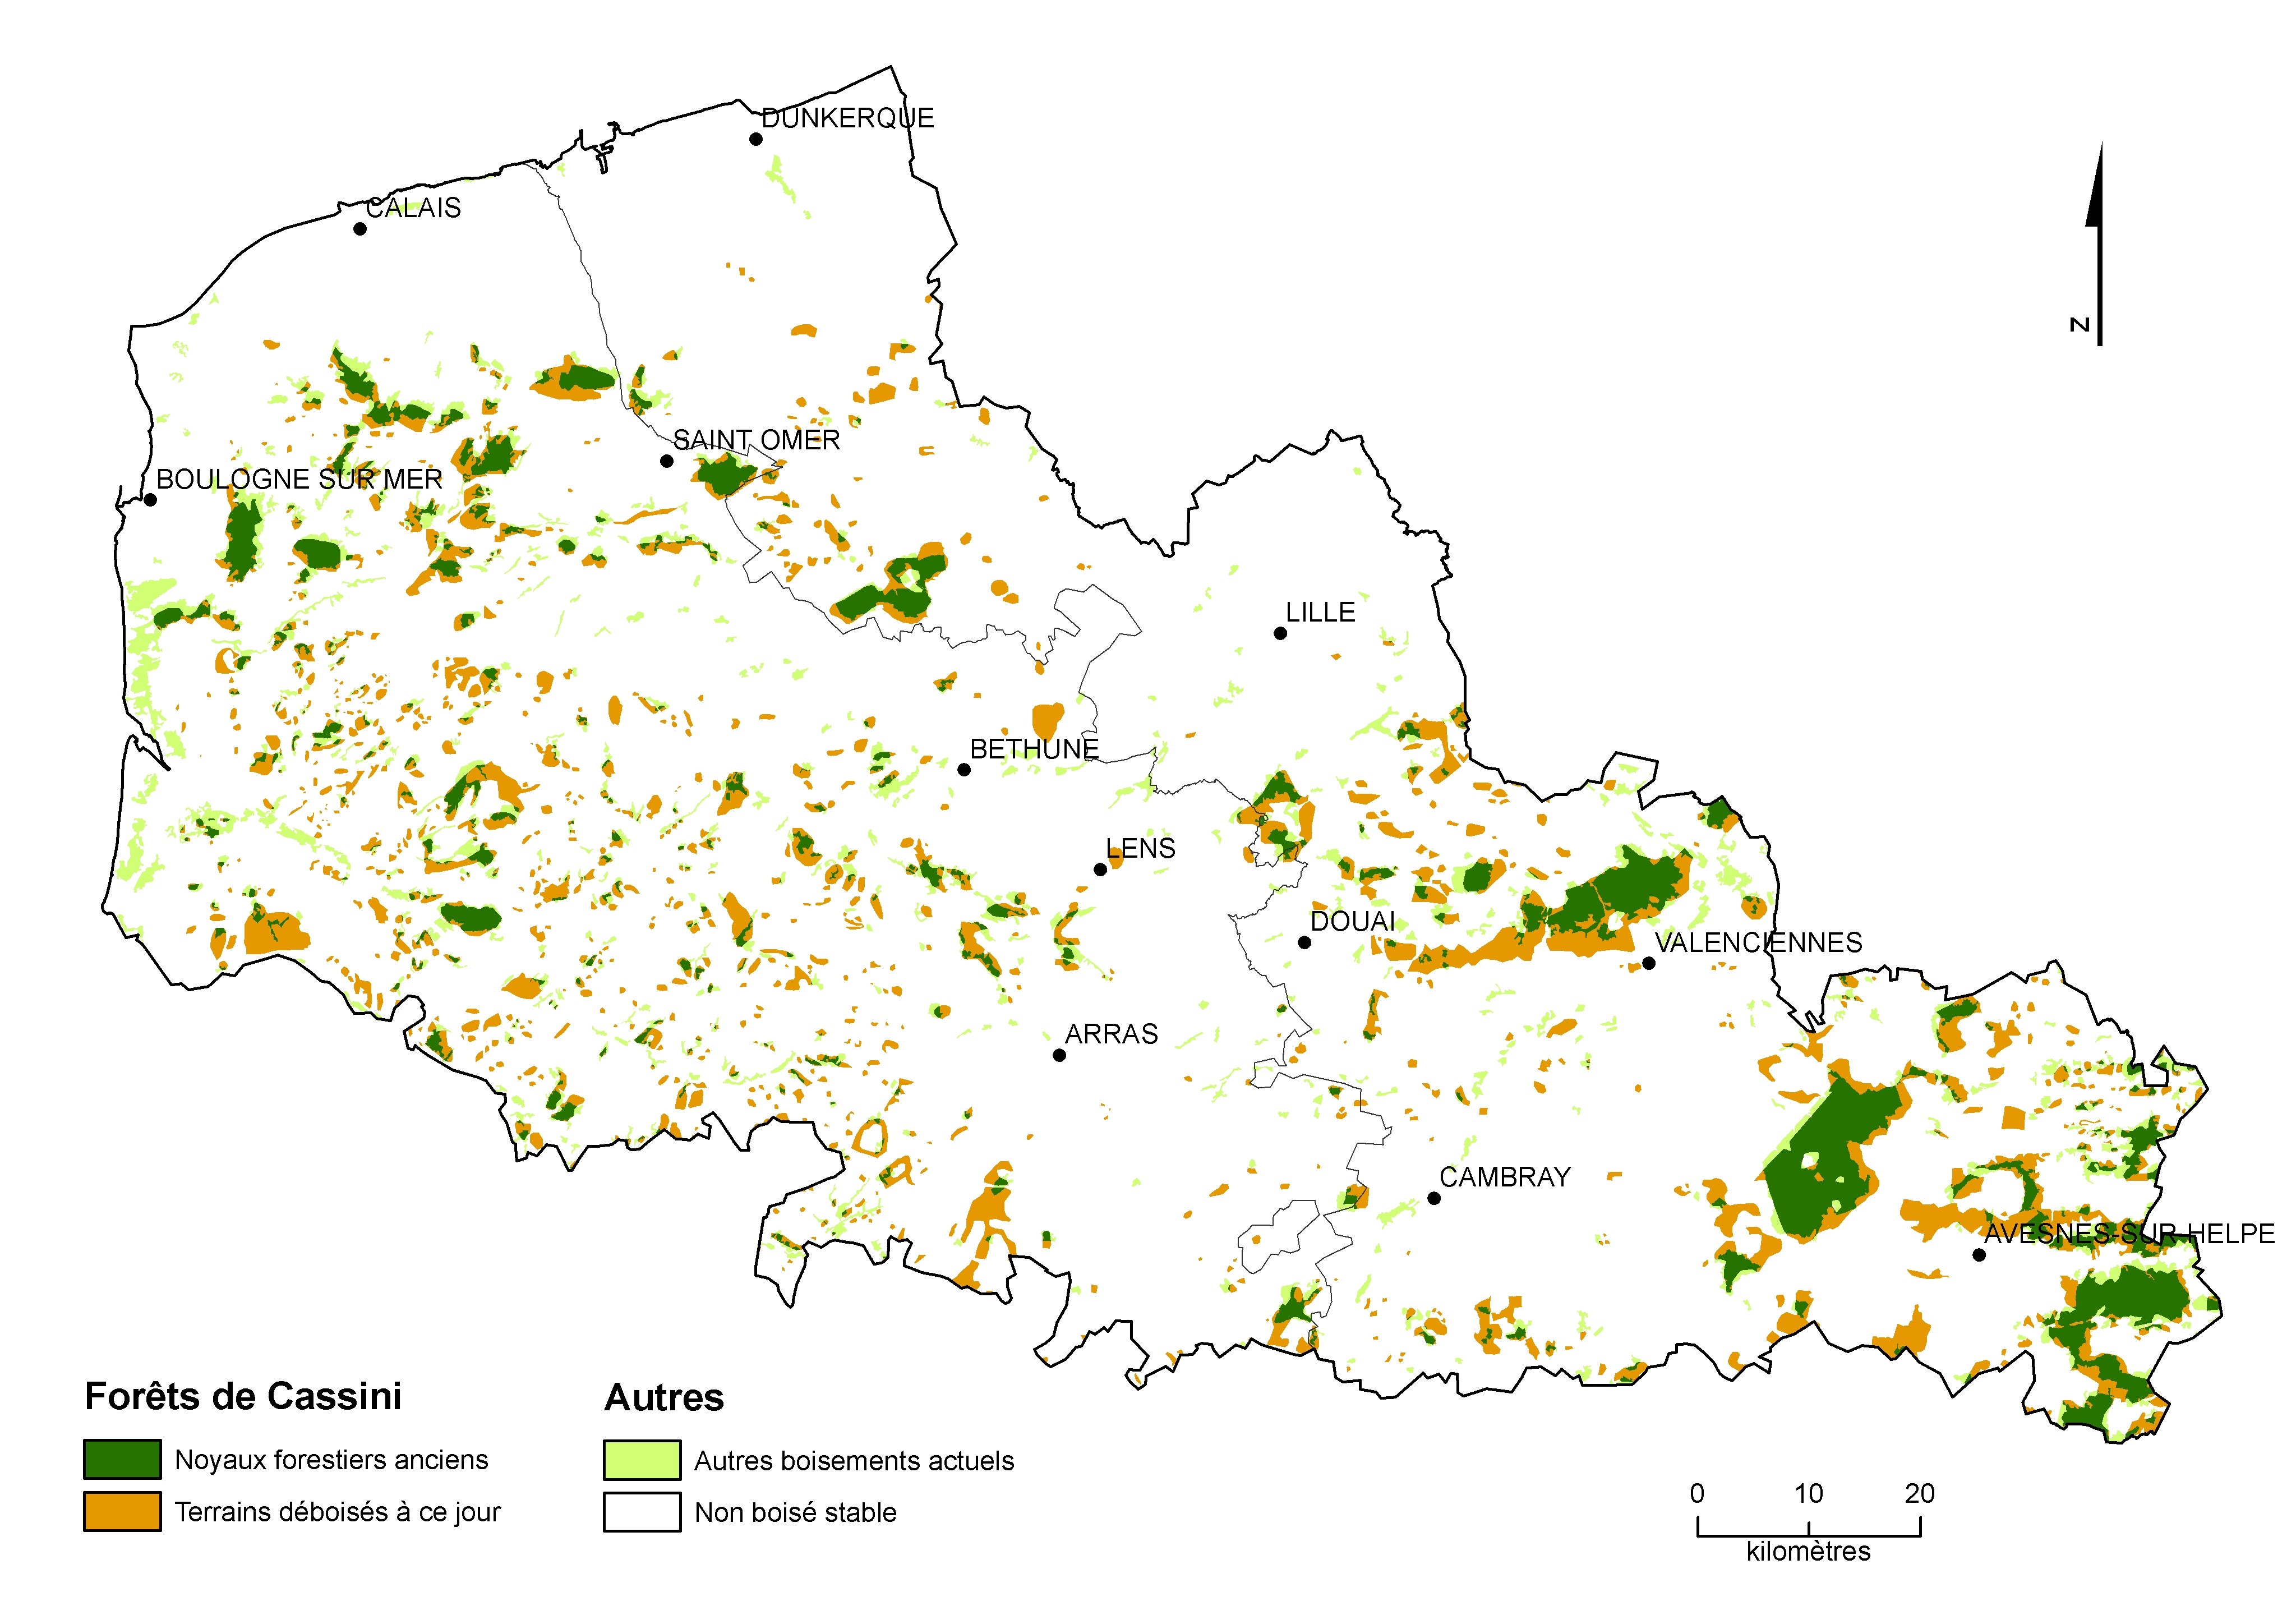 DUNKERQUE
CALAIS
SAINT OMER
BOULOGNE SUR MER
LILLE
BETHUNE
LENS
DOUAI
VALENCIENNES
ARRAS
CAMBRAY
AVESNES-SUR-HELPE
N
Forêts de Cassini
Noyaux forestiers anciens
Terrains déboisés à ce jour
Autres
Autres boisements actuels
Non boisé stable
0 10 20
kilomètres